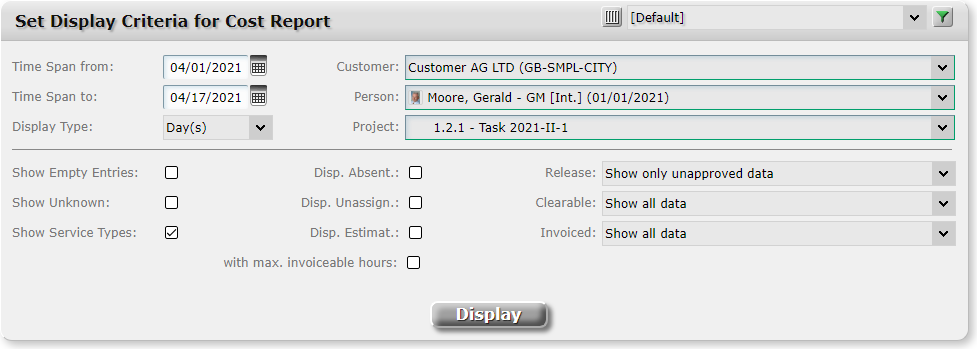 Set Display Criteria for Cost Report [Default]
Time Span from: 04/01/2021 Customer: Customer AG LTD (GB-SMPL-CITY)
Time Span to: 04/17/2021 Person: Moore, Gerald - GM [Int.] (01/01/2021)
Display Type: Day(s) Project: 1.2.1 - Task 2021-II-1
Show Empty Entries: Disp. Absent.: Release: Show only unapproved data
Show Unknown: Disp. Unassign.: Clearable: Show all data
Show Service Types: Disp. Estimat.: Invoiced: Show all data
with max. invoiceable hours:
Display